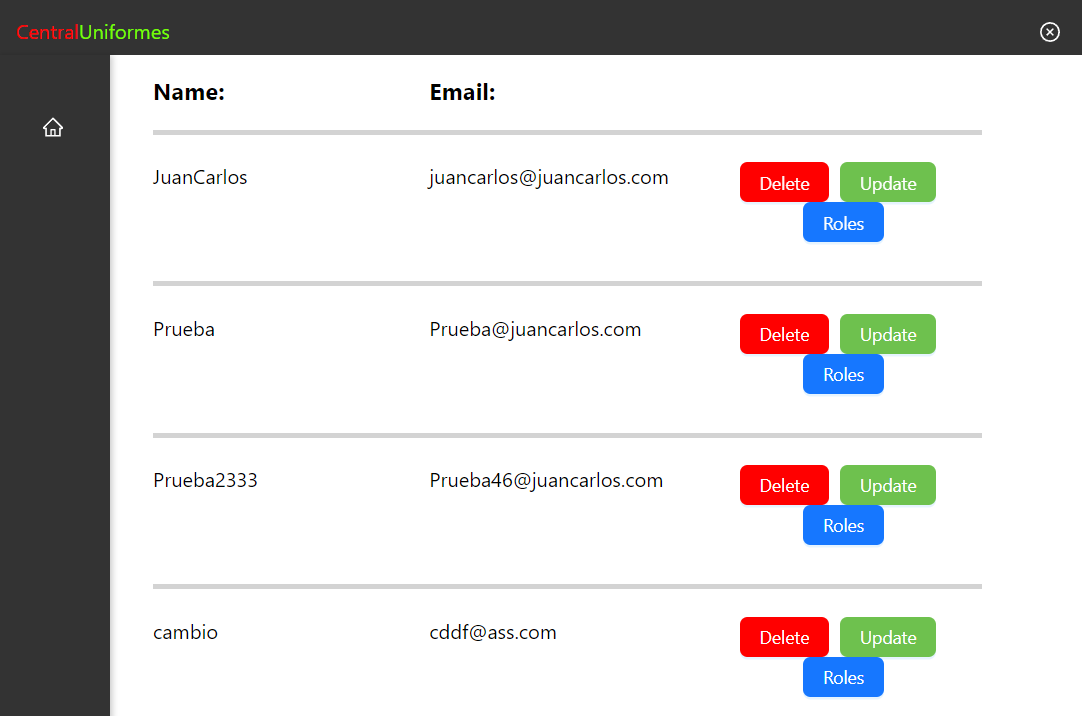 CentralUniformes
Name: Email:
JuanCarlos juancarlos@juancarlos.com Delete Update
Roles
Prueba Prueba@juancarlos.com Delete Update
Roles
Prueba2333 Prueba46@juancarlos.com Delete Update
Roles
cambio cddf@ass.com Delete Update
Roles